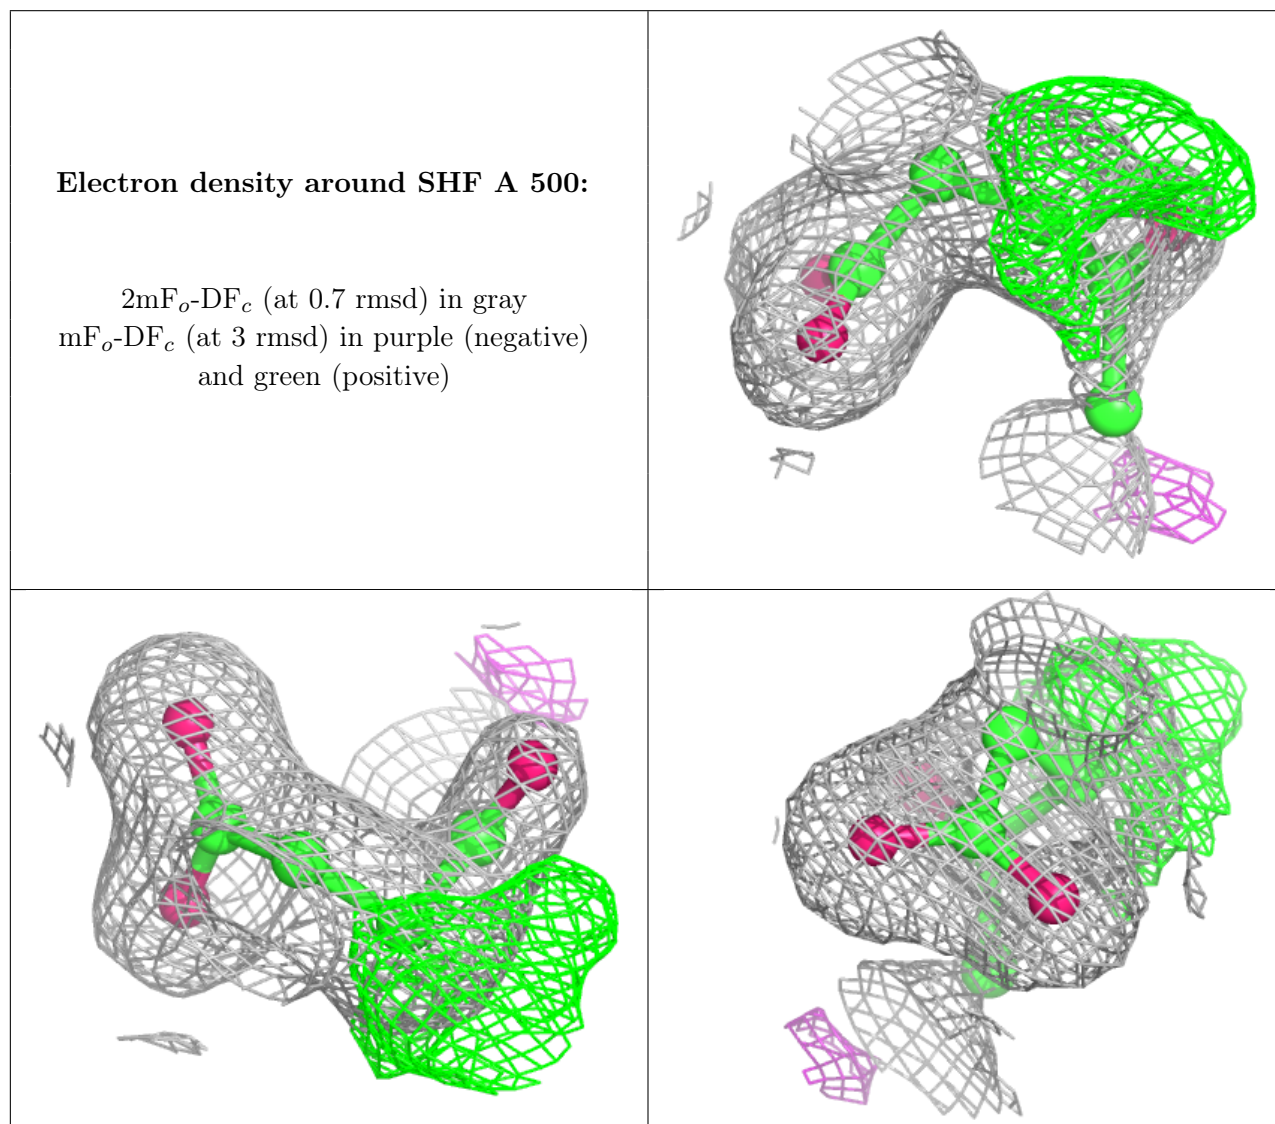 Electron density around SHF A 500:
2mFo-DFc (at 0.7 rmsd) in gray
mFo-DFc (at 3 rmsd) in purple (negative)
and green (positive)